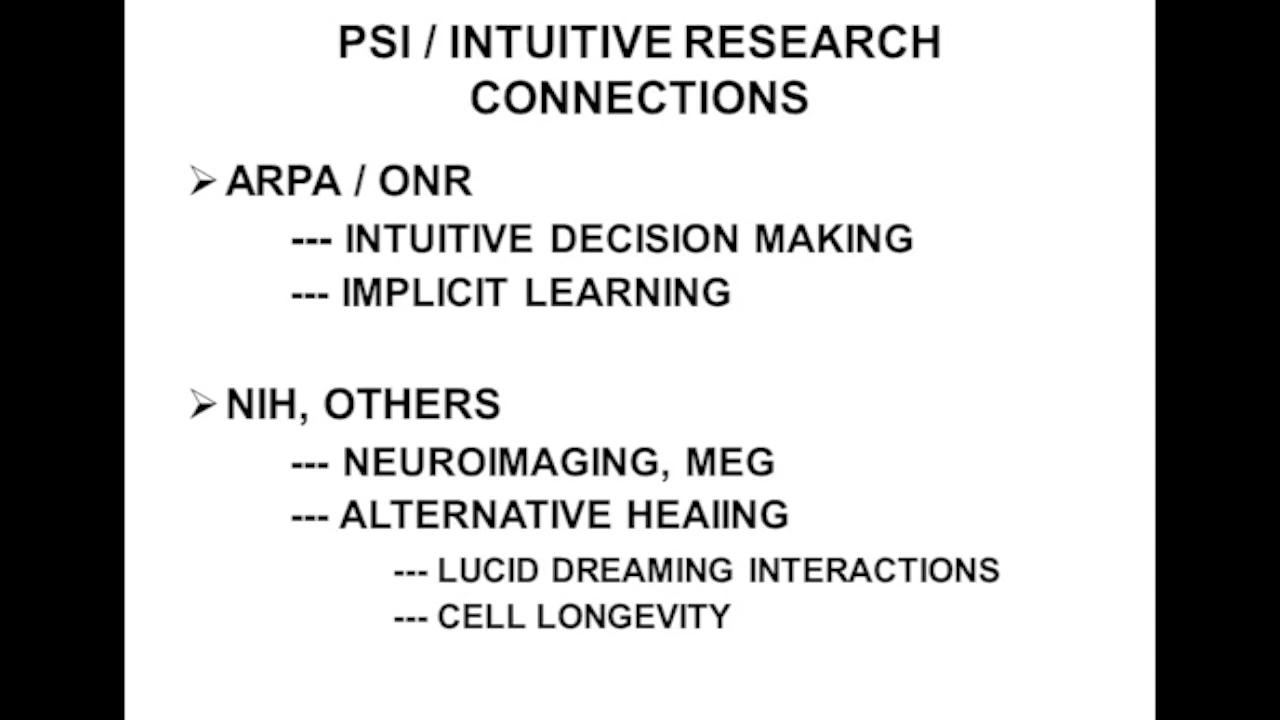 PSI / INTUITIVE RESEARCH
CONNECTIONS
➢ ARPA / ONR
--- INTUITIVE DECISION MAKING
--- IMPLICIT LEARNING
➢ NIH, OTHERS
--- NEUROIMAGING, MEG
--- ALTERNATIVE HEAIING
--- LUCID DREAMING INTERACTIONS
--- CELL LONGEVITY